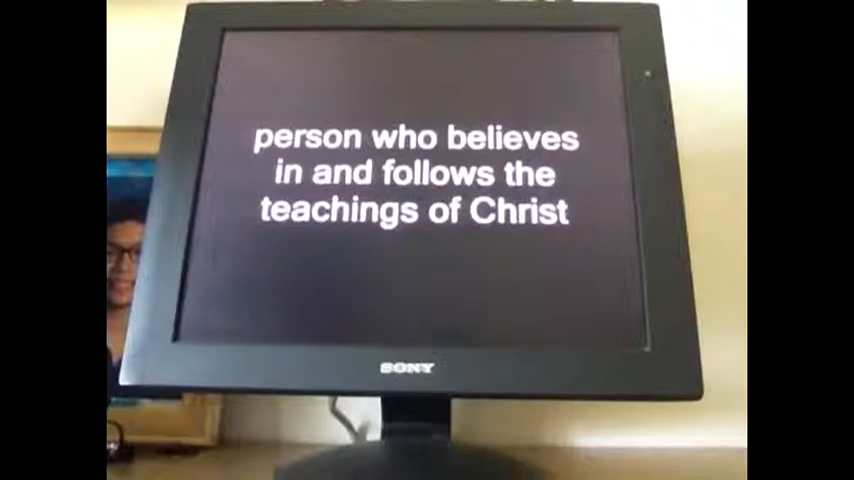 person who believes
in and follows the
teachings of Christ
SONY